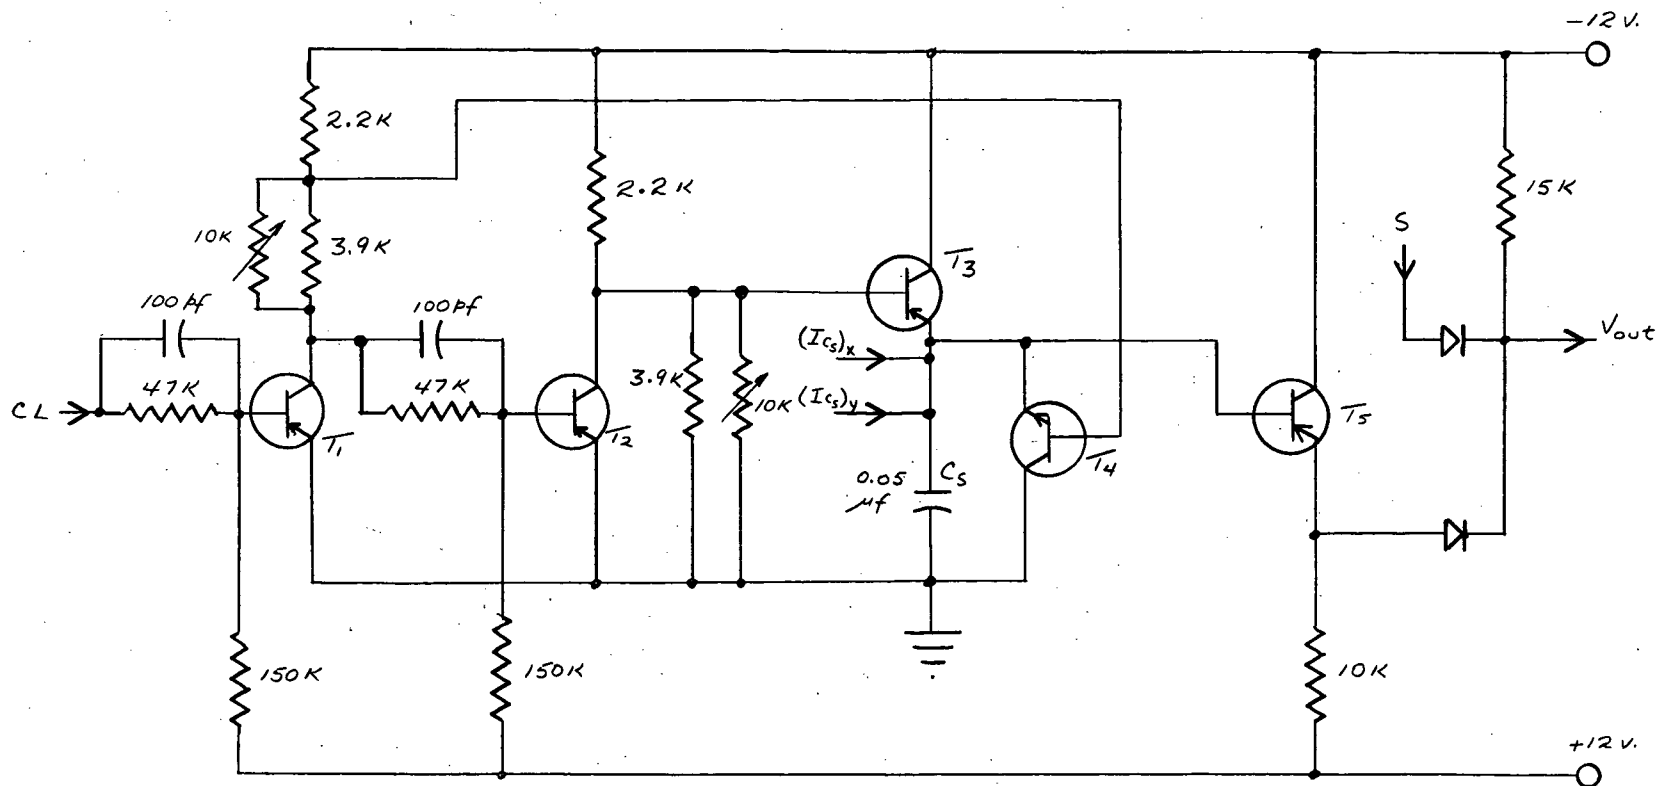 -12 v.
2.2K
2.2K
15K
10K
3.9K
S
T3
100 pf
100 pf
(Ics)x
Vout
47K
47K
3.9K
10K
(Ics)y
CL
T1
T2
T4
T5
0.05
μf
Cs
150K
150K
10K
+12 v.